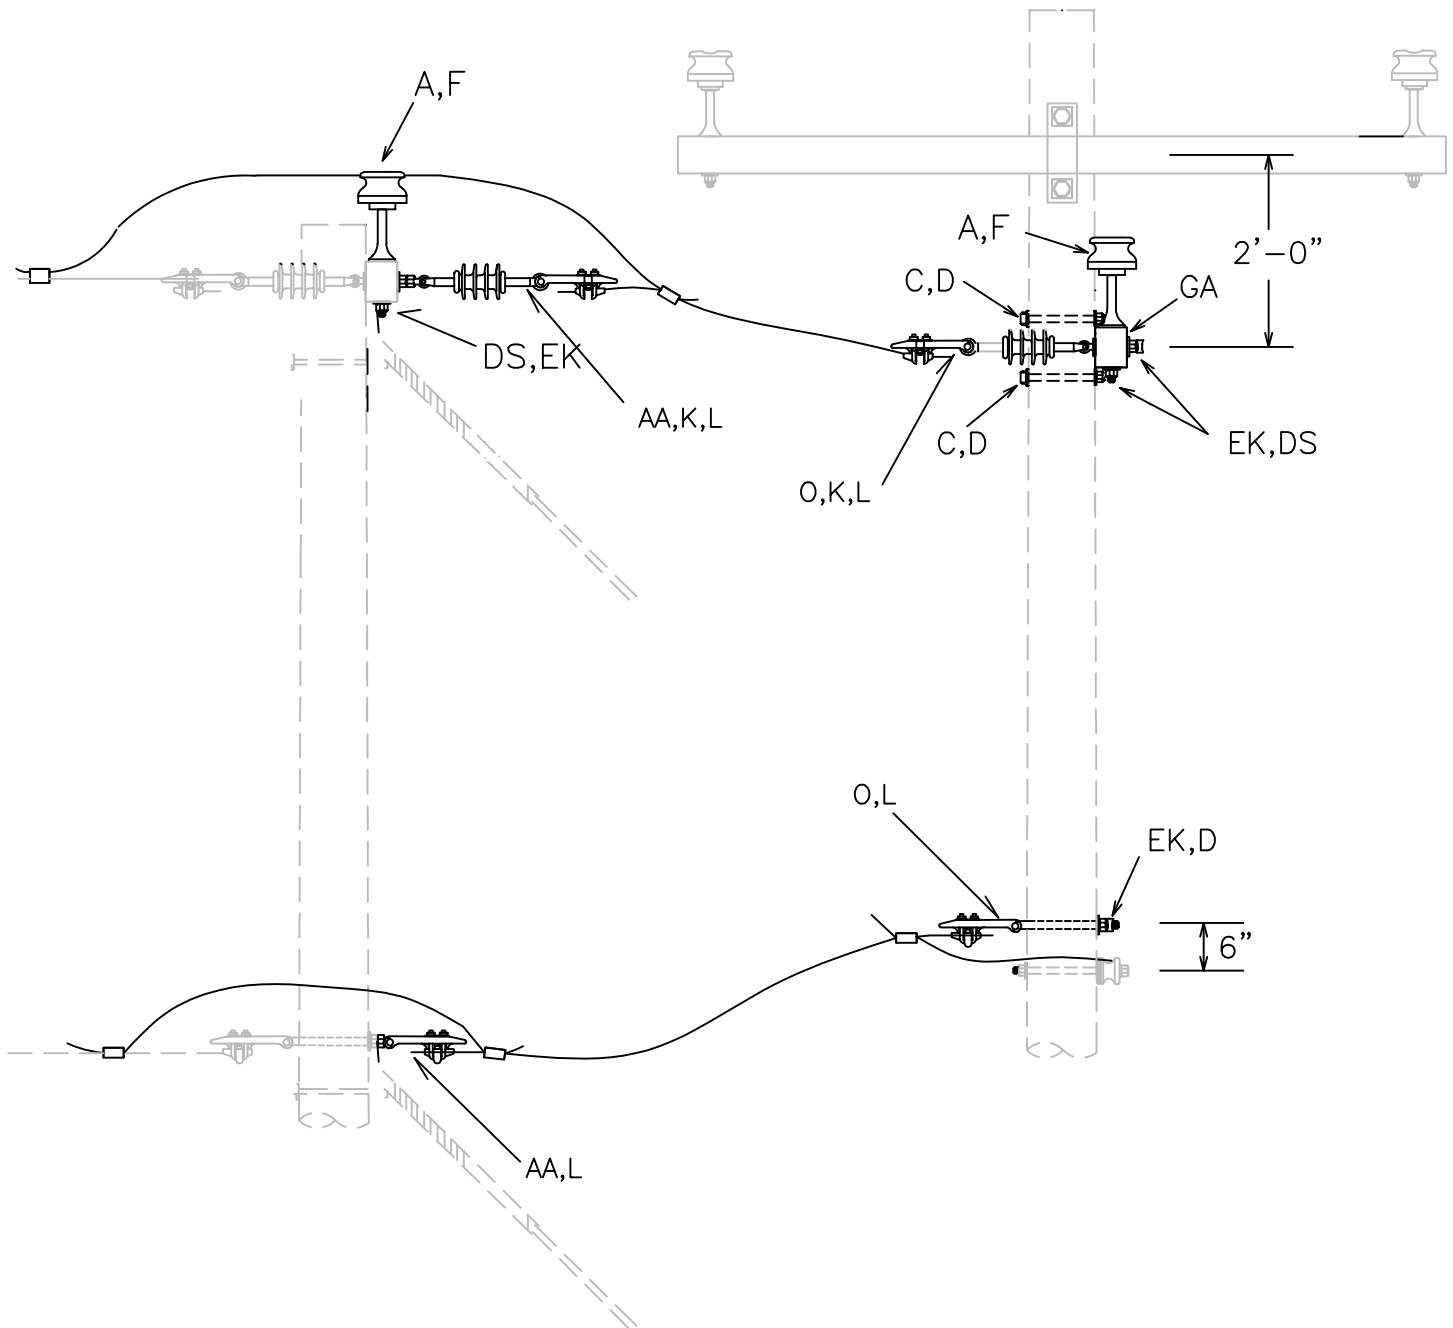 A,F
A,F
2'-0"
C,D
GA
DS,EK
AA,K,L
C,D
EK,DS
O,K,L
O,L
EK,D
6"
AA,L